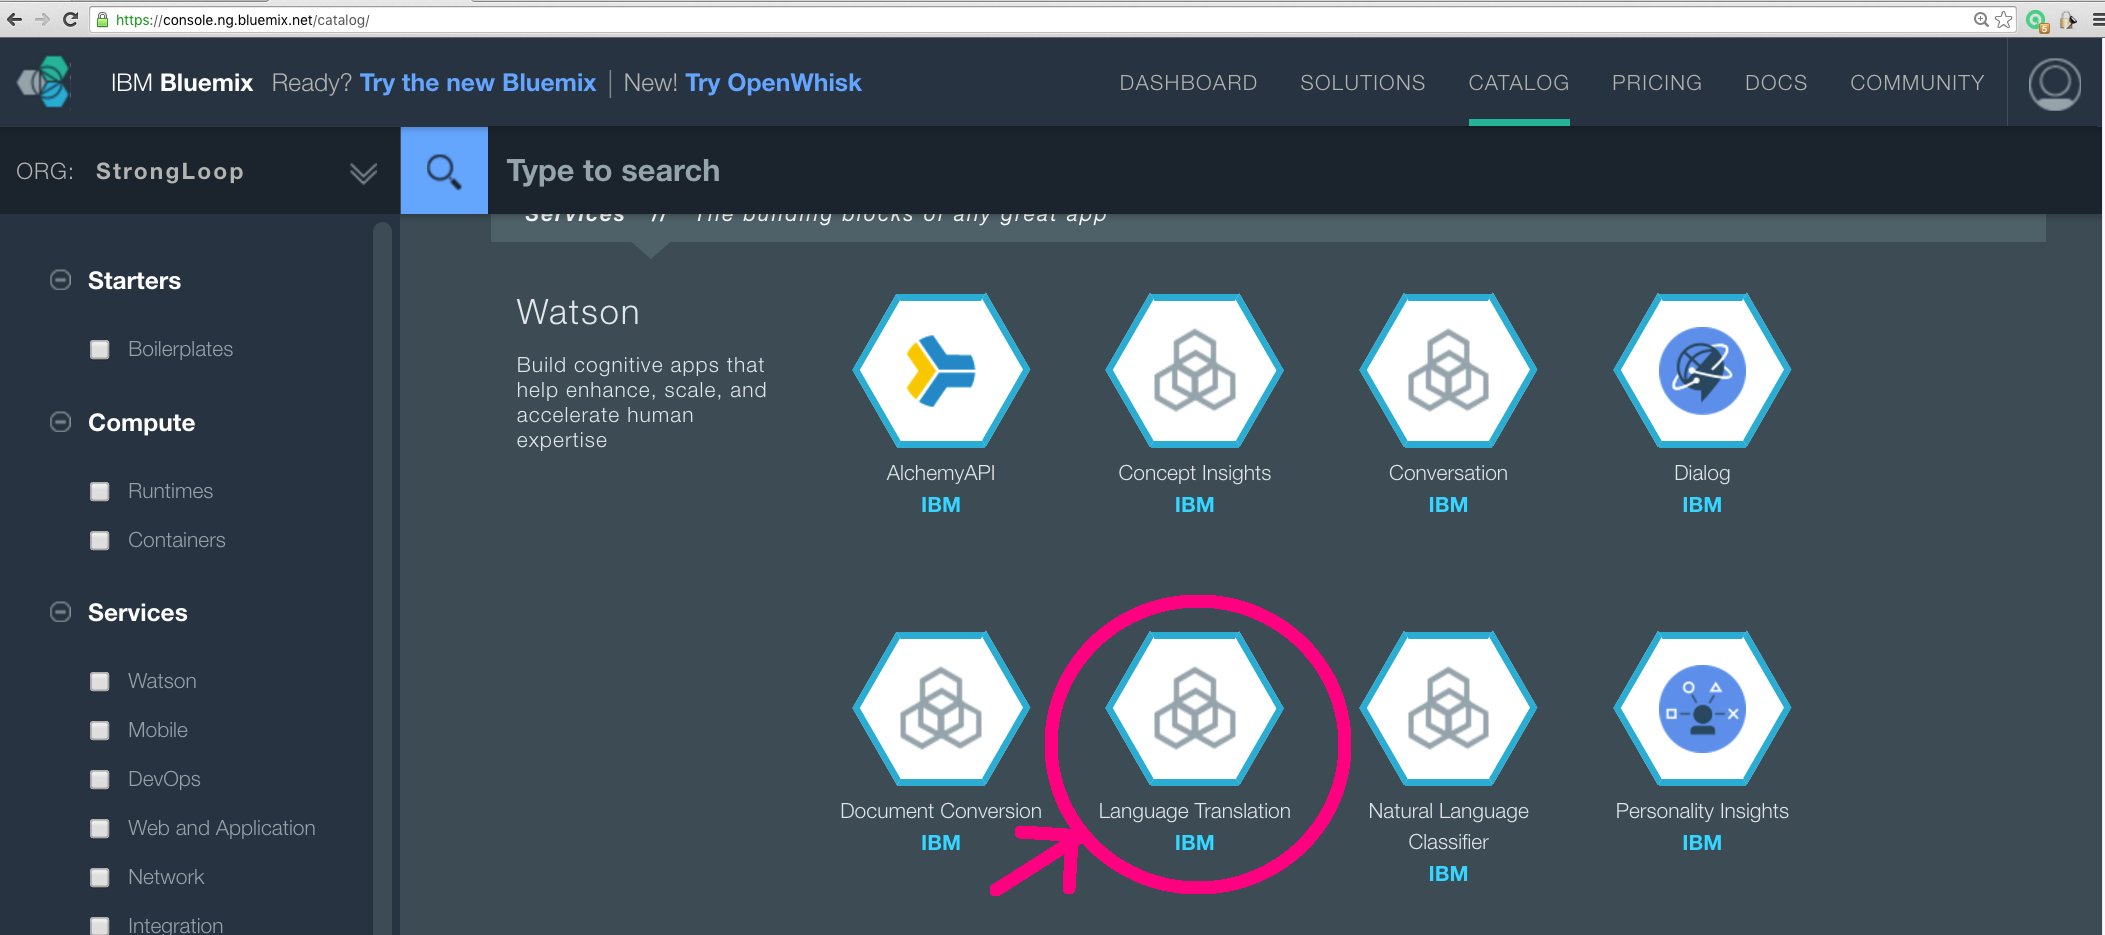 https://console.ng.bluemix.net/catalog/
IBM Bluemix Ready? Try the new Bluemix | New! Try OpenWhisk
DASHBOARD SOLUTIONS CATALOG PRICING DOCS COMMUNITY
ORG: StrongLoop
Type to search
Services // The building blocks of any great app
Starters
Boilerplates
Compute
Runtimes
Containers
Services
Watson
Mobile
DevOps
Web and Application
Network
Integration
Watson
Build cognitive apps that
help enhance, scale, and
accelerate human
expertise
AlchemyAPI
IBM
Concept Insights
IBM
Conversation
IBM
Dialog
IBM
Document Conversion
IBM
Language Translation
IBM
Natural Language
Classifier
IBM
Personality Insights
IBM